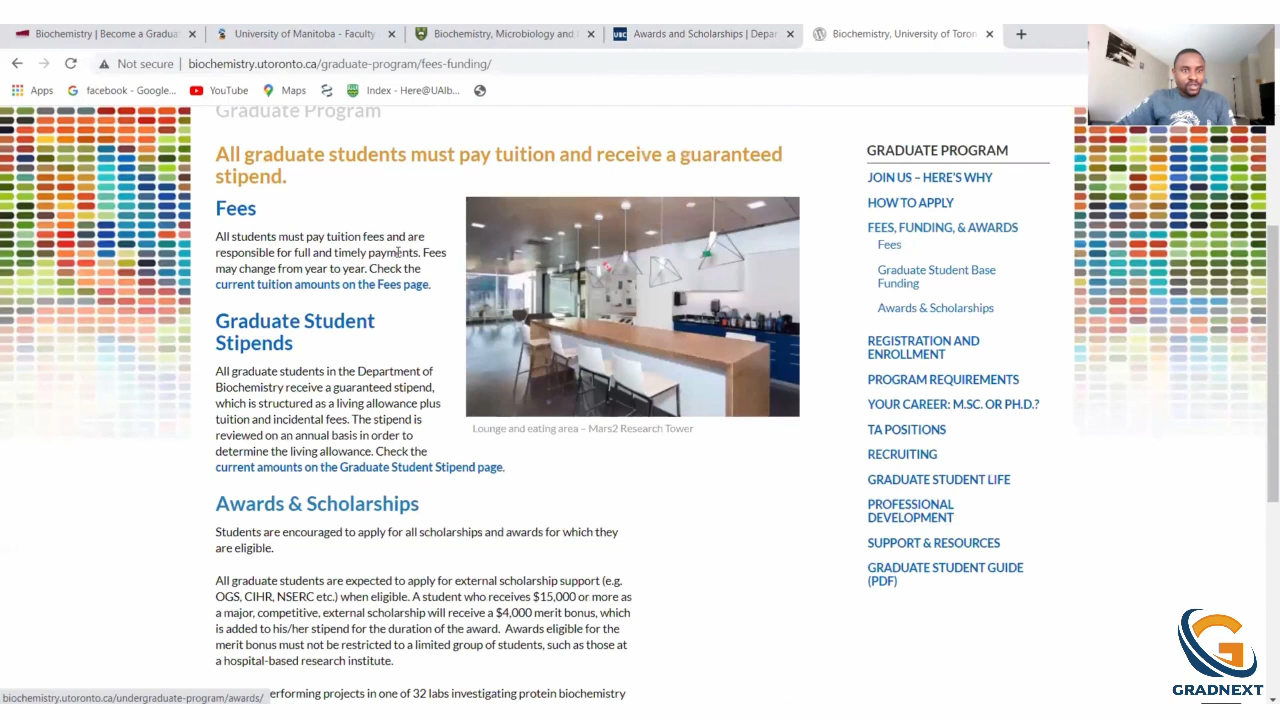 Biochemistry | Become a Gradua
University of Manitoba - Faculty
Biochemistry, Microbiology and
UBC
Awards and Scholarships | Depar
Biochemistry, University of Toron
Not secure
biochemistry.utoronto.ca/graduate-program/fees-funding/
Apps
facebook - Google...
YouTube
Maps
Index - Here@UAlb...
Graduate Program
All graduate students must pay tuition and receive a guaranteed
stipend.
Fees
All students must pay tuition fees and are
responsible for full and timely payments. Fees
may change from year to year. Check the
current tuition amounts on the Fees page.
Graduate Student
Stipends
All graduate students in the Department of
Biochemistry receive a guaranteed stipend,
which is structured as a living allowance plus
tuition and incidental fees. The stipend is
reviewed on an annual basis in order to
determine the living allowance. Check the
current amounts on the Graduate Student Stipend page.
Lounge and eating area – Mars2 Research Tower
Awards & Scholarships
Students are encouraged to apply for all scholarships and awards for which they
are eligible.
All graduate students are expected to apply for external scholarship support (e.g.
OGS, CIHR, NSERC etc.) when eligible. A student who receives $15,000 or more as
a major, competitive, external scholarship will receive a $4,000 merit bonus, which
is added to his/her stipend for the duration of the award. Awards eligible for the
merit bonus must not be restricted to a limited group of students, such as those at
a hospital-based research institute.
erforming projects in one of 32 labs investigating protein biochemistry
biochemistry.utoronto.ca/undergraduate-program/awards/
GRADUATE PROGRAM
JOIN US – HERE'S WHY
HOW TO APPLY
FEES, FUNDING, & AWARDS
Fees
Graduate Student Base
Funding
Awards & Scholarships
REGISTRATION AND
ENROLLMENT
PROGRAM REQUIREMENTS
YOUR CAREER: M.SC. OR PH.D.?
TA POSITIONS
RECRUITING
GRADUATE STUDENT LIFE
PROFESSIONAL
DEVELOPMENT
SUPPORT & RESOURCES
GRADUATE STUDENT GUIDE
(PDF)
GRADNEXT